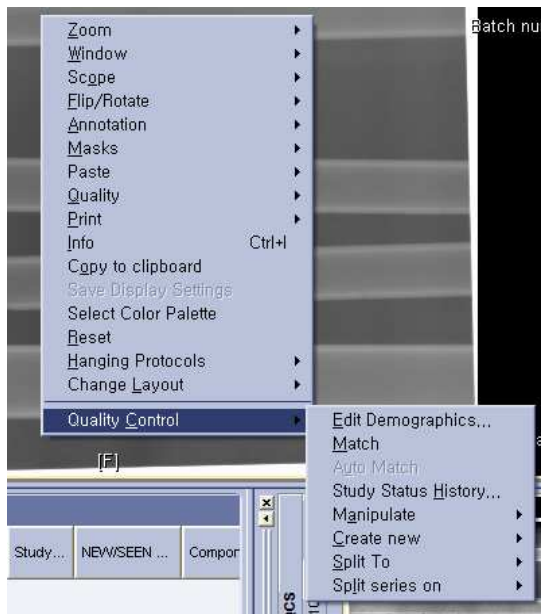 Batch nu
Zoom
Window
Scope
Flip/Rotate
Annotation
Masks
Paste
Quality
Print
Info Ctrl+I
Copy to clipboard
Save Display Settings
Select Color Palette
Reset
Hanging Protocols
Change Layout
Quality Control
Edit Demographics...
Match
Auto Match
Study Status History...
Manipulate
Create new
Split To
Split series on
[F]
Study... NEW/SEEN ... Compor
cs